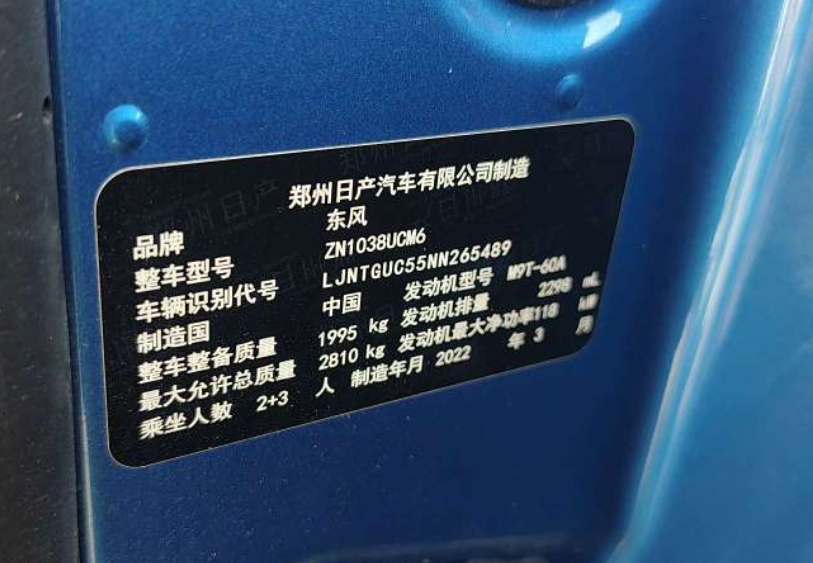 郑州日产汽车有限公司制造
品牌 东风
整车型号 ZN1038UCM6
车辆识别代号 LJNTGUC55NN265489
制造国 中国 发动机型号 M9T-60A
整车整备质量 1995 kg 发动机排量 2298 mL
最大允许总质量 2810 kg 发动机最大净功率118 kW
乘坐人数 2+3 人 制造年月 2022 年 3 月